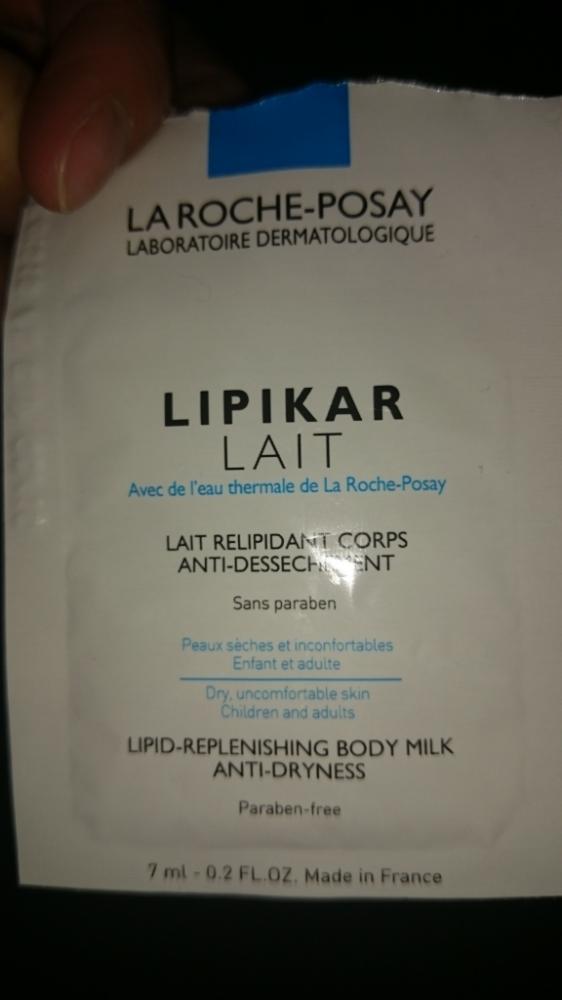 LA ROCHE-POSAY
LABORATOIRE DERMATOLOGIQUE
LIPIKAR
LAIT
Avec de l'eau thermale de La Roche-Posay
LAIT RELIPIDANT CORPS
ANTI-DESSECHEMENT
Sans paraben
Peaux sèches et inconfortables
Enfant et adulte
Dry, uncomfortable skin
Children and adults
LIPID-REPLENISHING BODY MILK
ANTI-DRYNESS
Paraben-free
7 ml - 0.2 FL.OZ. Made in France